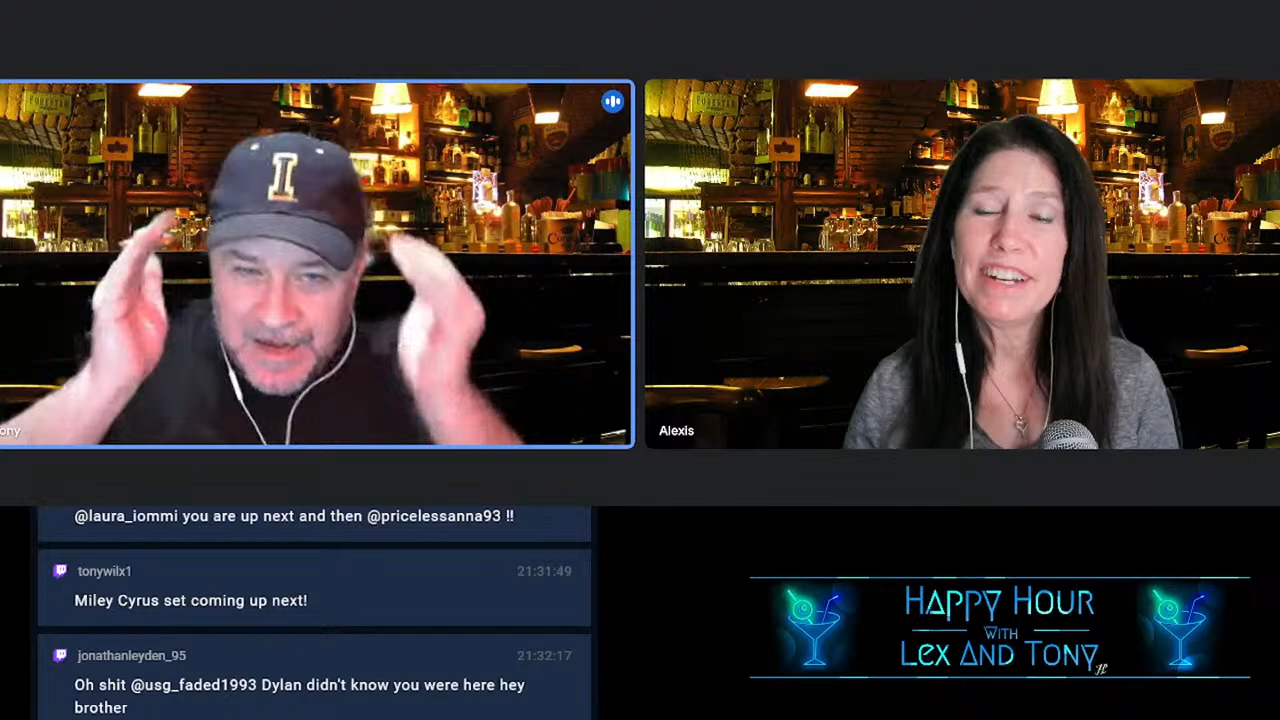 I
I
ony
Alexis
@laura_iommi you are up next and then @pricelessanna93 !!
tonywilx1
21:31:49
Miley Cyrus set coming up next!
jonathanleyden_95
21:32:17
Oh shit @usg_faded1993 Dylan didn't know you were here hey
brother
Happy Hour
with
Lex And Tony